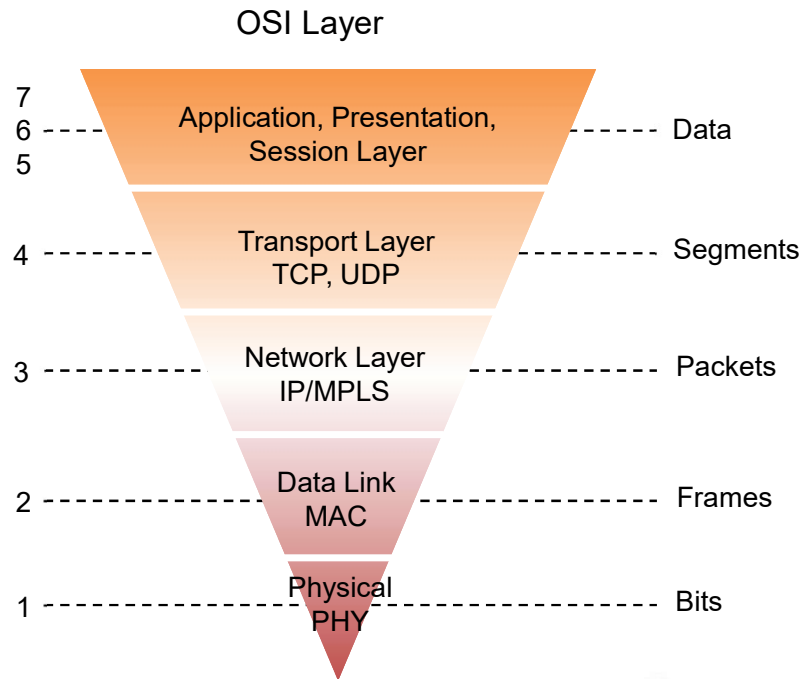 OSI Layer
7
6
5
Application, Presentation,
Session Layer
Data
4
Transport Layer
TCP, UDP
Segments
3
Network Layer
IP/MPLS
Packets
2
Data Link
MAC
Frames
1
Physical
PHY
Bits